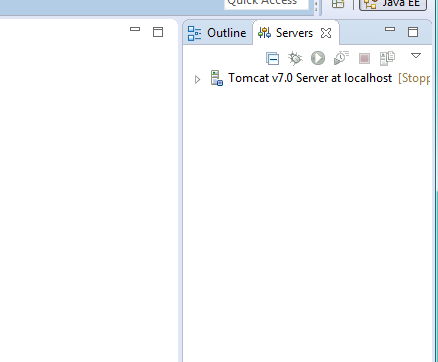 Quick Access
Java EE
Outline
Servers
Tomcat v7.0 Server at localhost [Stopp